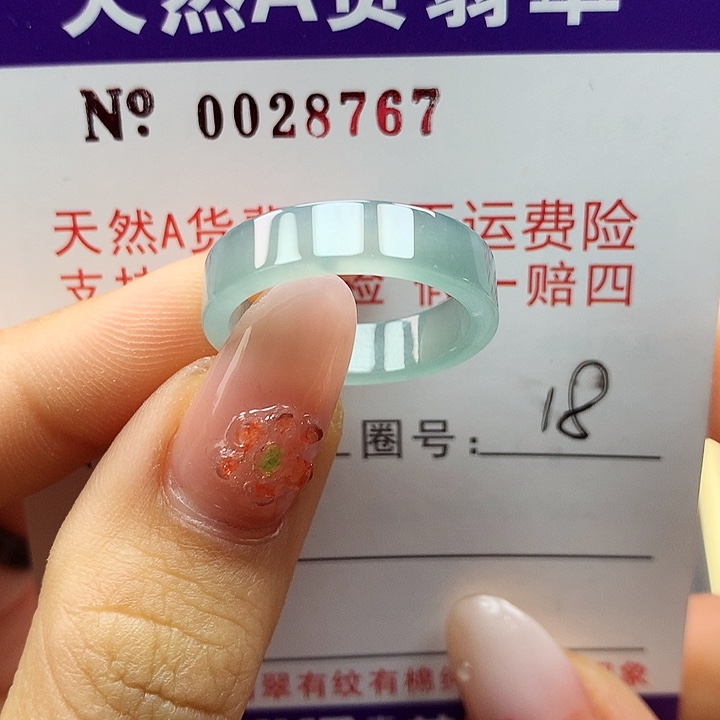 天然A货翡翠
Nº: 0028767
天然A货 运费险
支持 一赔四
圈号: 18
翠有纹有棉